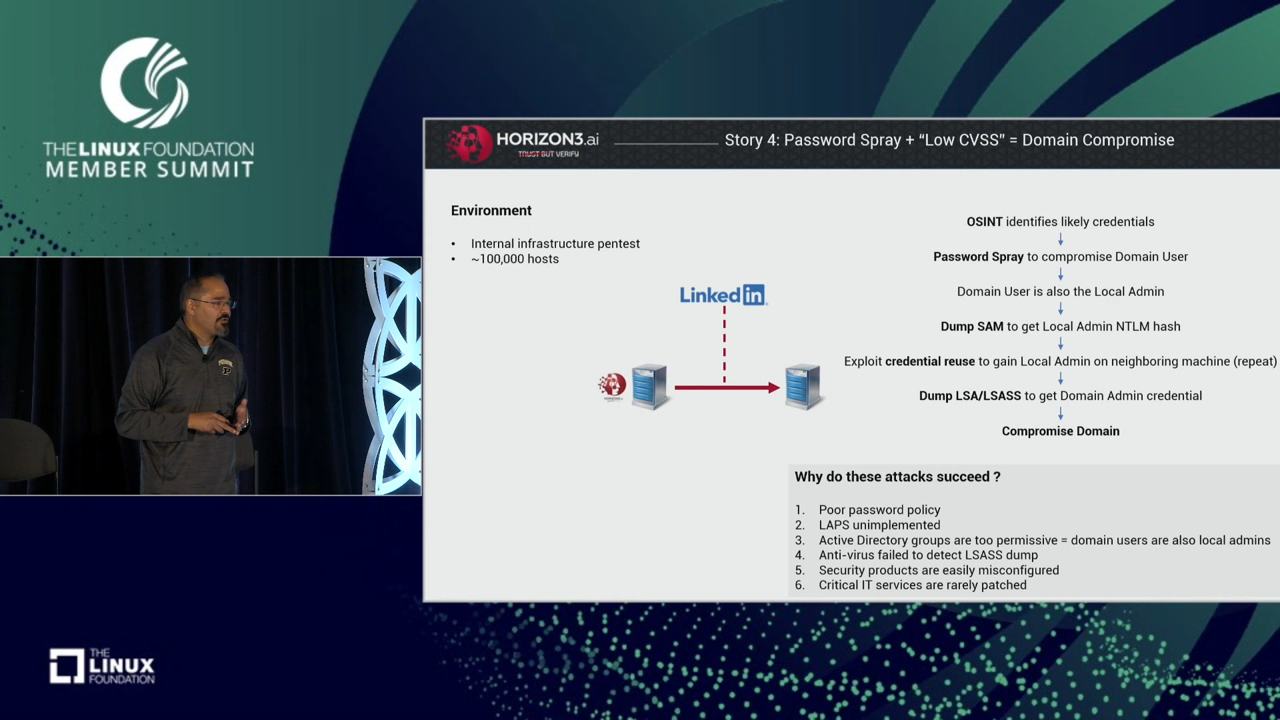 THE LINUX FOUNDATION
MEMBER SUMMIT
HORIZON3.ai
TRUST BUT VERIFY
Story 4: Password Spray + “Low CVSS” = Domain Compromise
Environment
• Internal infrastructure pentest
• ~100,000 hosts
LinkedIn
OSINT identifies likely credentials
Password Spray to compromise Domain User
Domain User is also the Local Admin
Dump SAM to get Local Admin NTLM hash
Exploit credential reuse to gain Local Admin on neighboring machine (repeat)
Dump LSA/LSASS to get Domain Admin credential
Compromise Domain
Why do these attacks succeed ?
1. Poor password policy
2. LAPS unimplemented
3. Active Directory groups are too permissive = domain users are also local admins
4. Anti-virus failed to detect LSASS dump
5. Security products are easily misconfigured
6. Critical IT services are rarely patched
THE
LINUX
FOUNDATION